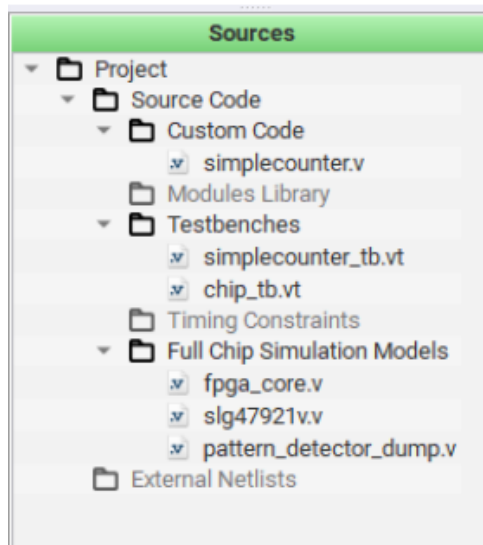 Sources
Project
Source Code
Custom Code
simplecounter.v
Modules Library
Testbenches
simplecounter_tb.vt
chip_tb.vt
Timing Constraints
Full Chip Simulation Models
fpga_core.v
slg47921v.v
pattern_detector_dump.v
External Netlists